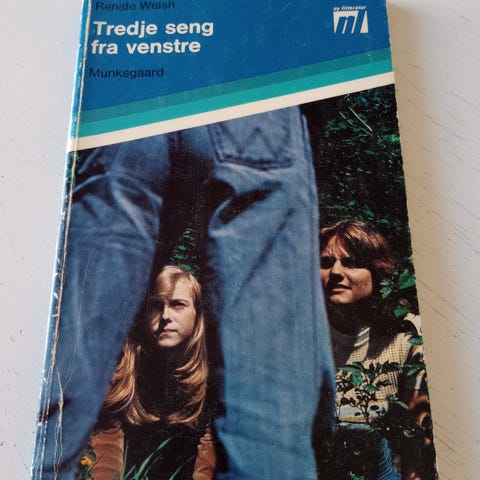 Renate Welsh
Tredje seng
fra venstre
Munksgaard
ny litteratur